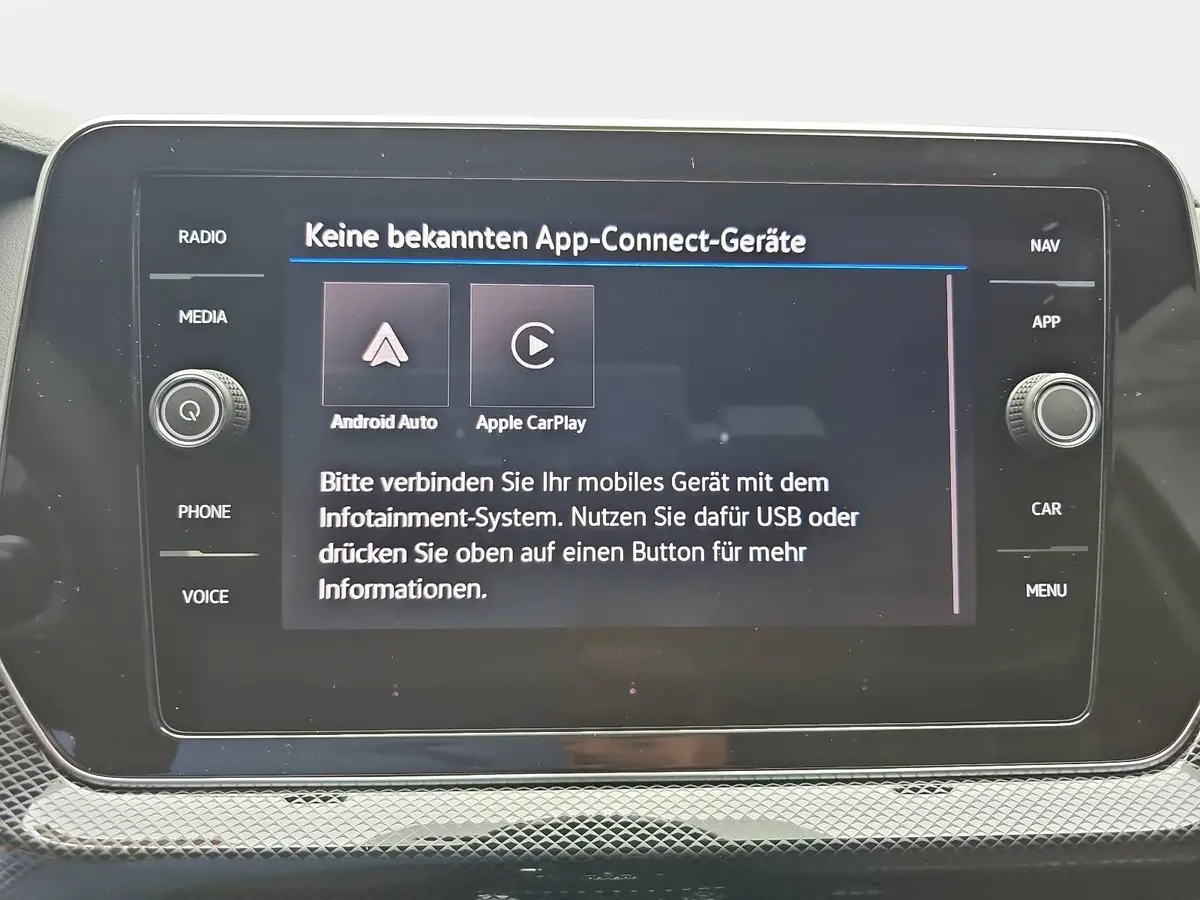 RADIO
MEDIA
PHONE
VOICE
Keine bekannten App-Connect-Geräte
Android Auto
Apple CarPlay
Bitte verbinden Sie Ihr mobiles Gerät mit dem
Infotainment-System. Nutzen Sie dafür USB oder
drücken Sie oben auf einen Button für mehr
Informationen.
NAV
APP
CAR
MENU